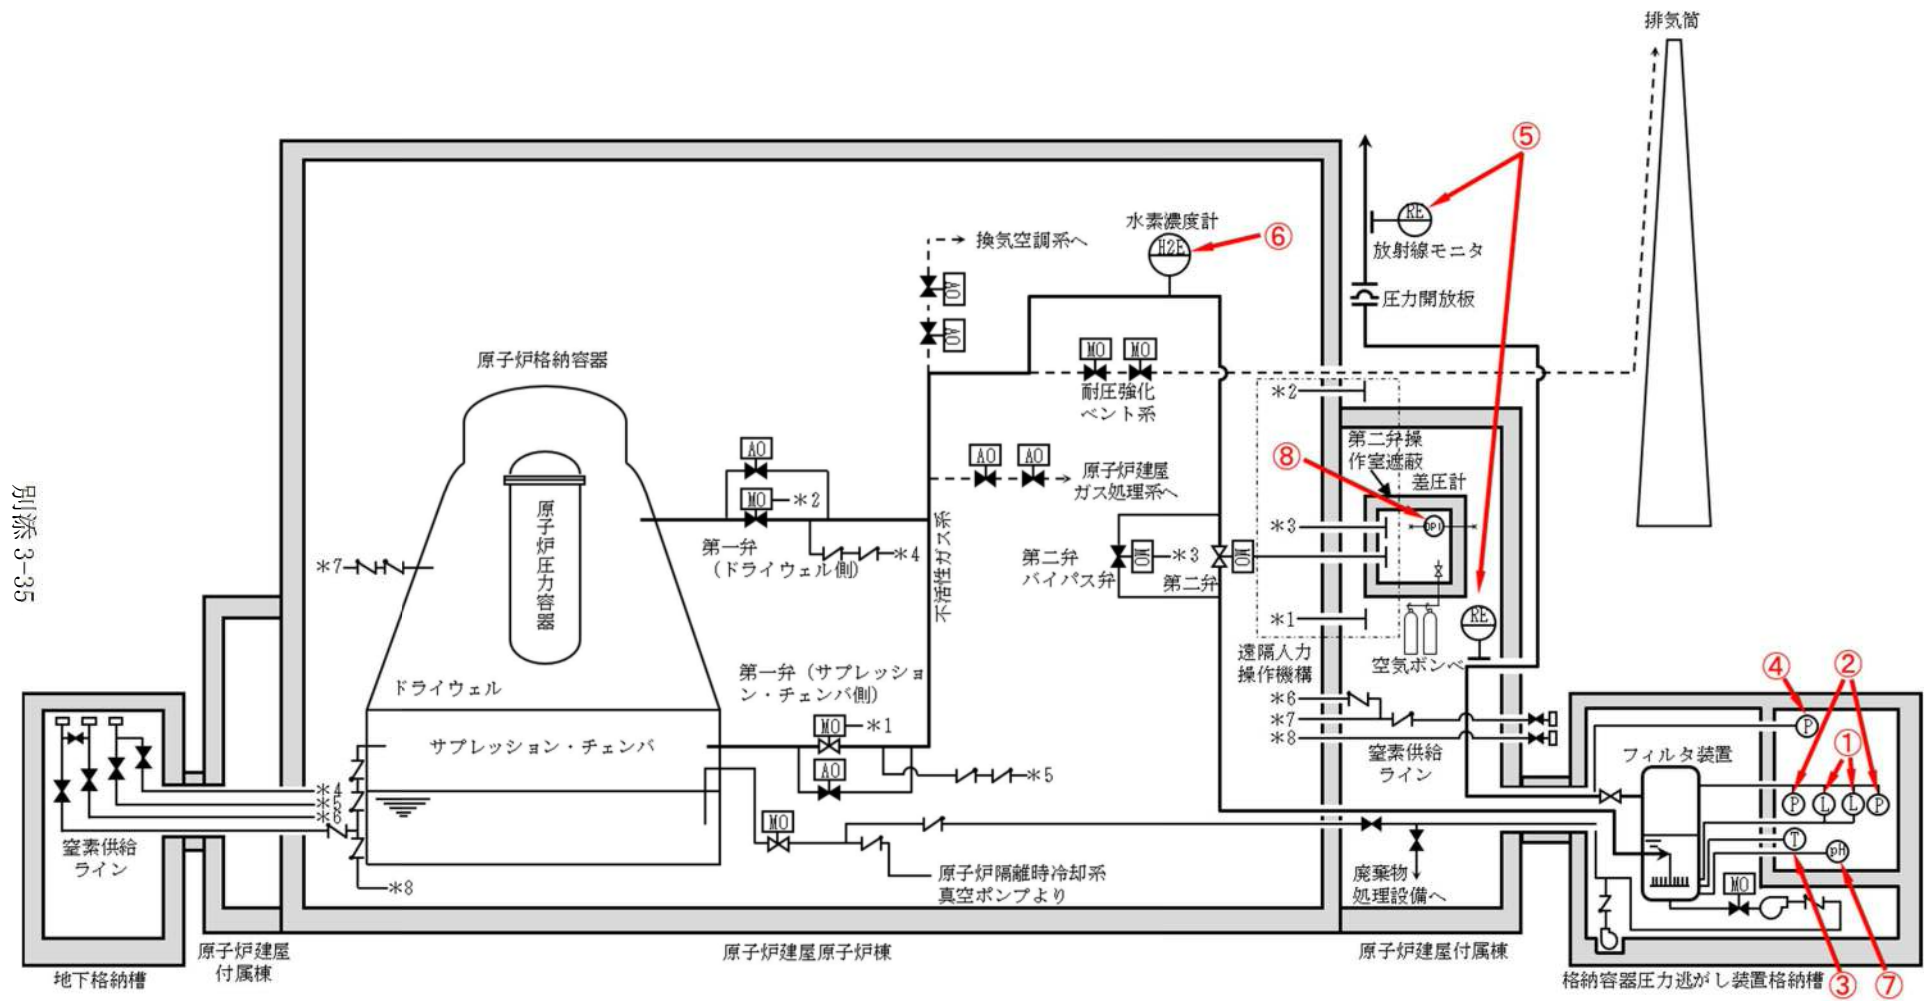 排気筒
⑤
RE
放射線モニタ
圧力開放板
水素濃度計
H2E
⑥
換気空調系へ
AO
AO
原子炉格納容器
原子炉圧力容器
MO
MO
耐圧強化
ベント系
*2
第二弁操
作室遮蔽
差圧計
⑧
DPI
*3
*1
遠隔人力
操作機構
空気ボンベ
RE
AO
MO
*2
第一弁
(ドライウェル側)
*4
AO
AO
原子炉建屋
ガス処理系へ
不活性ガス系
第二弁
バイパス弁
MO
*3
第二弁
MO
*7
ドライウェル
サプレッション・チェンバ
第一弁(サプレッショ
ン・チェンバ側)
MO
*1
AO
*5
MO
原子炉隔離時冷却系
真空ポンプより
*6
*7
*8
窒素供給
ライン
廃棄物
処理設備へ
④
②
P
①
フィルタ装置
P
L
L
P
T
pH
MO
③
⑦
*4
*5
*6
*8
窒素供給
ライン
地下格納槽
原子炉建屋
付属棟
原子炉建屋原子炉棟
原子炉建屋付属棟
格納容器圧力逃がし装置格納槽
別添 3-35